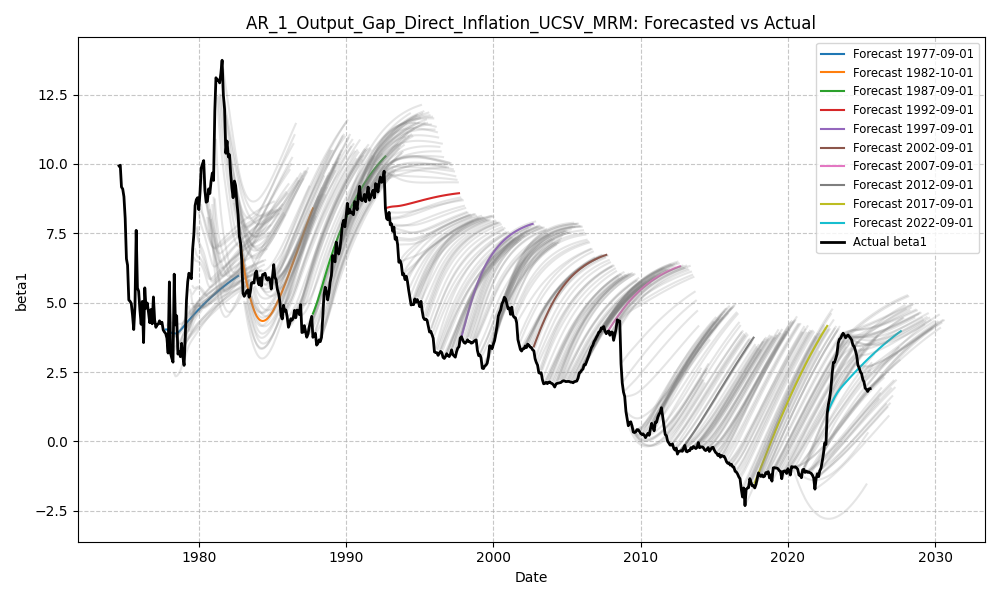 AR_1_Output_Gap_Direct_Inflation_UCSV_MRM: Forecasted vs Actual
beta1
12.5
10.0
7.5
5.0
2.5
0.0
−2.5
1980
1990
2000
2010
2020
2030
Date
Forecast 1977-09-01
Forecast 1982-10-01
Forecast 1987-09-01
Forecast 1992-09-01
Forecast 1997-09-01
Forecast 2002-09-01
Forecast 2007-09-01
Forecast 2012-09-01
Forecast 2017-09-01
Forecast 2022-09-01
Actual beta1